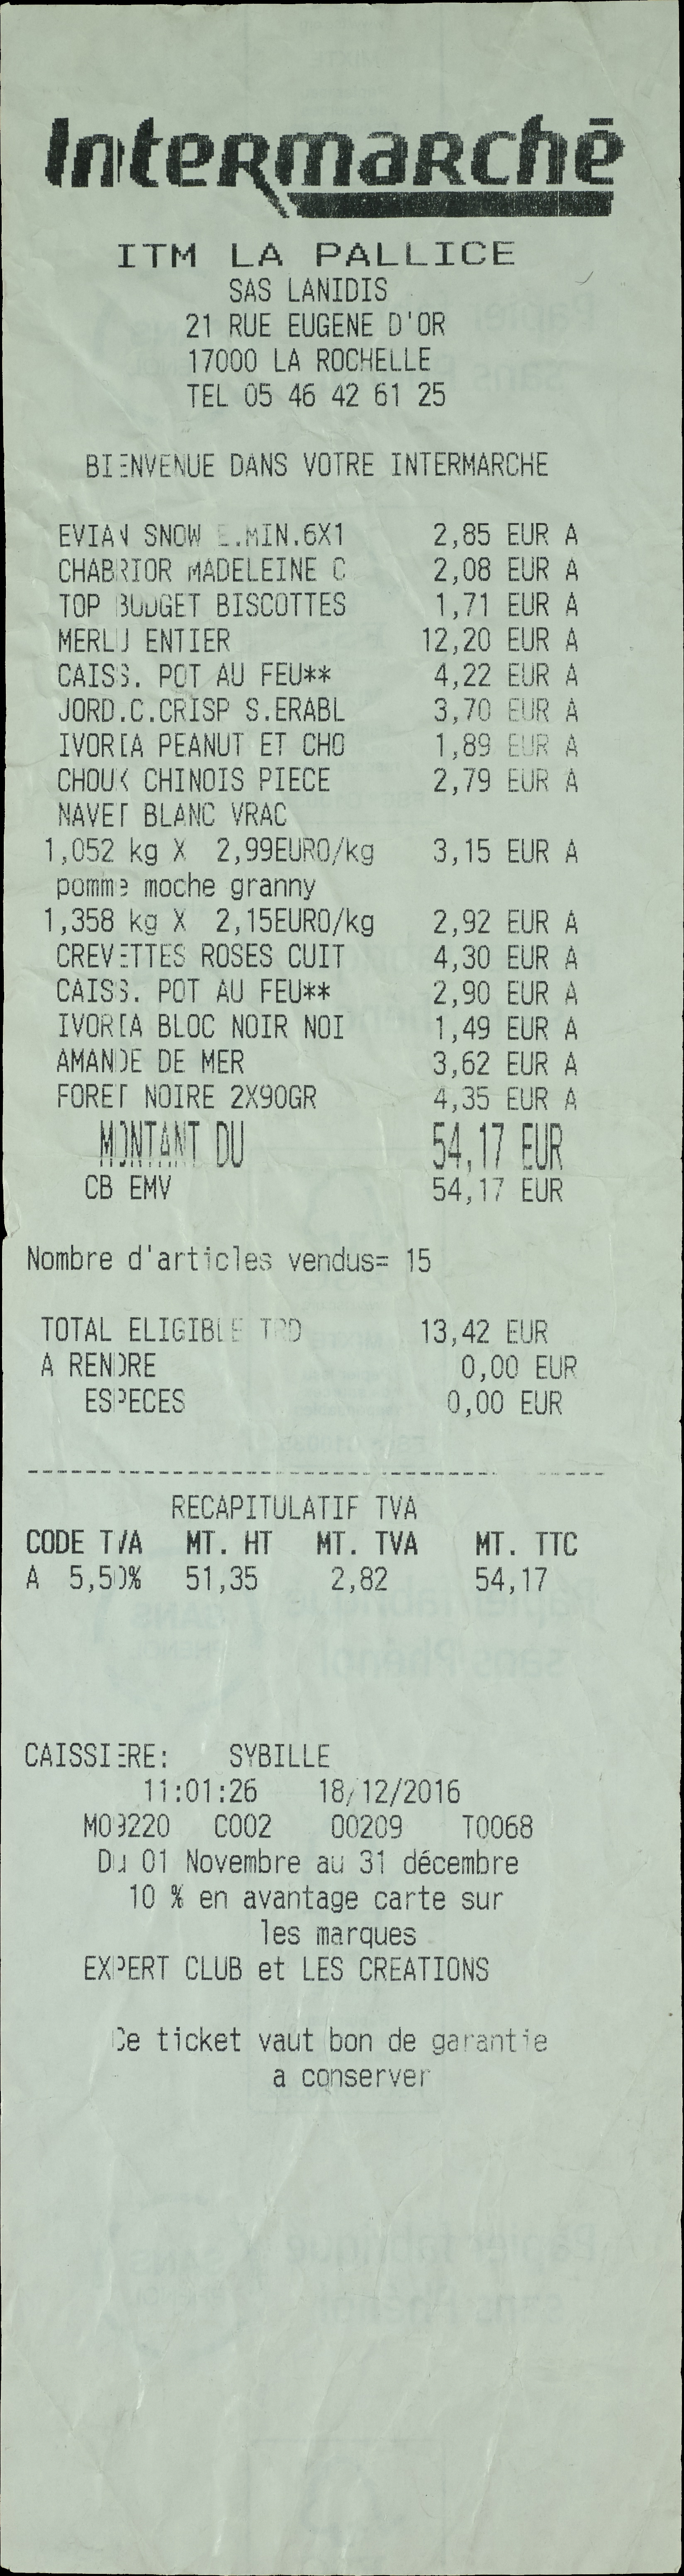 Intermarché
ITM LA PALLICE
SAS LANIDIS
21 RUE EUGENE D'OR
17000 LA ROCHELLE
TEL 05 46 42 61 25
BIENVENUE DANS VOTRE INTERMARCHE
EVIAN SNOW E.MIN.6X1 2,85 EUR A
CHABRIOR MADELEINE C 2,08 EUR A
TOP BUDGET BISCOTTES 1,71 EUR A
MERLU ENTIER 12,20 EUR A
CAISS. POT AU FEU** 4,22 EUR A
JORD.C.CRISP S.ERABL 3,70 EUR A
IVORIA PEANUT ET CHO 1,89 EUR A
CHOUX CHINOIS PIECE 2,79 EUR A
NAVET BLANC VRAC
1,052 kg X 2,99EURO/kg 3,15 EUR A
pomme moche granny
1,358 kg X 2,15EURO/kg 2,92 EUR A
CREVETTES ROSES CUIT 4,30 EUR A
CAISS. POT AU FEU** 2,90 EUR A
IVORIA BLOC NOIR NOI 1,49 EUR A
AMANDE DE MER 3,62 EUR A
FORET NOIRE 2X90GR 4,35 EUR A
MONTANT DU 54,17 EUR
CB EMV 54,17 EUR
Nombre d'articles vendus= 15
TOTAL ELIGIBLE TRD 13,42 EUR
A RENDRE 0,00 EUR
ESPECES 0,00 EUR
RECAPITULATIF TVA
CODE TVA MT. HT MT. TVA MT. TTC
A 5,50% 51,35 2,82 54,17
CAISSIERE: SYBILLE
11:01:26 18/12/2016
M09220 C002 00209 T0068
Du 01 Novembre au 31 décembre
10 % en avantage carte sur
les marques
EXPERT CLUB et LES CREATIONS
Ce ticket vaut bon de garantie
a conserver